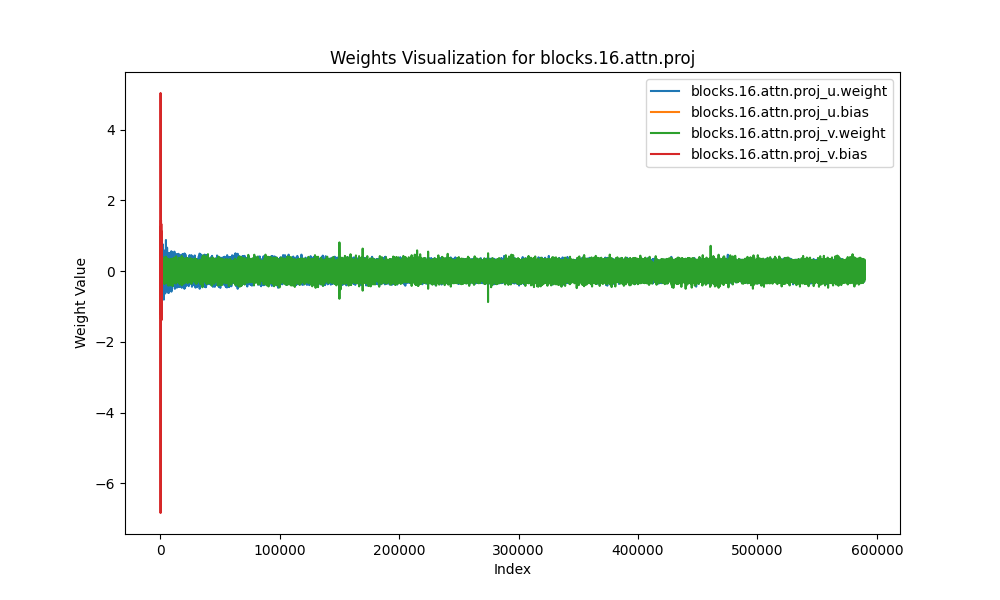 Weights Visualization for blocks.16.attn.proj
blocks.16.attn.proj_u.weight
blocks.16.attn.proj_u.bias
blocks.16.attn.proj_v.weight
blocks.16.attn.proj_v.bias
Weight Value
4
2
0
−2
−4
−6
0 100000 200000 300000 400000 500000 600000
Index